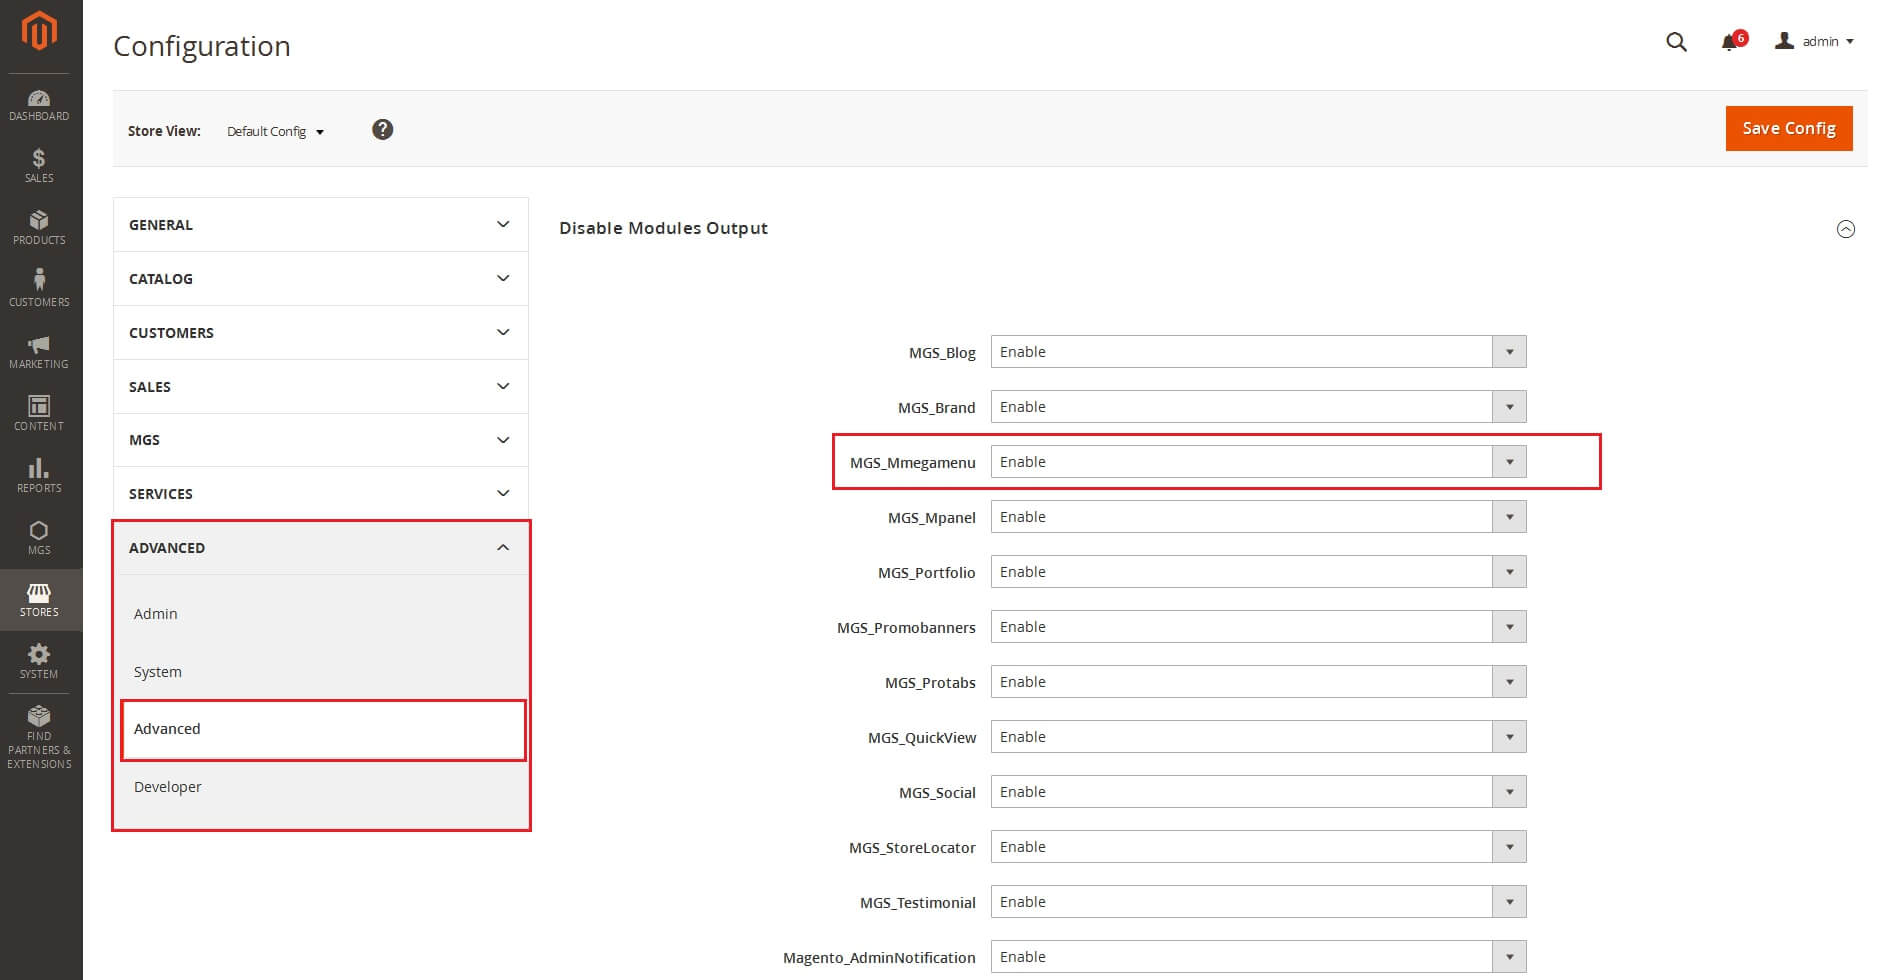 Configuration
6
admin
Store View:
Default Config
?
Save Config
DASHBOARD
$
SALES
PRODUCTS
CUSTOMERS
MARKETING
CONTENT
REPORTS
MGS
STORES
SYSTEM
FIND
PARTNERS &
EXTENSIONS
GENERAL
CATALOG
CUSTOMERS
SALES
MGS
SERVICES
ADVANCED
Admin
System
Advanced
Developer
Disable Modules Output
MGS_Blog Enable
MGS_Brand Enable
MGS_Mmegamenu Enable
MGS_Mpanel Enable
MGS_Portfolio Enable
MGS_Promobanners Enable
MGS_Protabs Enable
MGS_QuickView Enable
MGS_Social Enable
MGS_StoreLocator Enable
MGS_Testimonial Enable
Magento_AdminNotification Enable